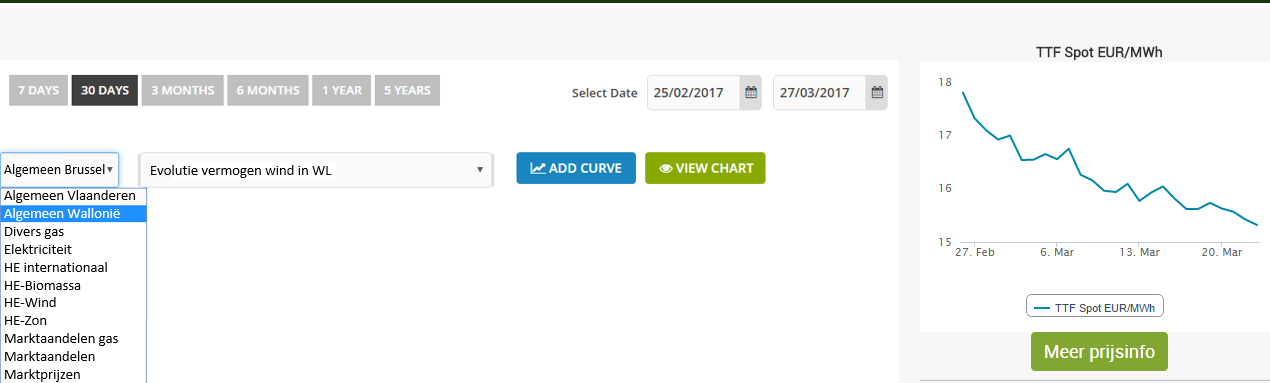 7 DAYS
30 DAYS
3 MONTHS
6 MONTHS
1 YEAR
5 YEARS
Select Date
25/02/2017
27/03/2017
Algemeen Brussel
Evolutie vermogen wind in WL
ADD CURVE
VIEW CHART
Algemeen Vlaanderen
Algemeen Wallonië
Divers gas
Elektriciteit
HE internationaal
HE-Biomassa
HE-Wind
HE-Zon
Marktaandelen gas
Marktaandelen
Marktprijzen
TTF Spot EUR/MWh
18
17
16
15
27. Feb
6. Mar
13. Mar
20. Mar
TTF Spot EUR/MWh
Meer prijsinfo